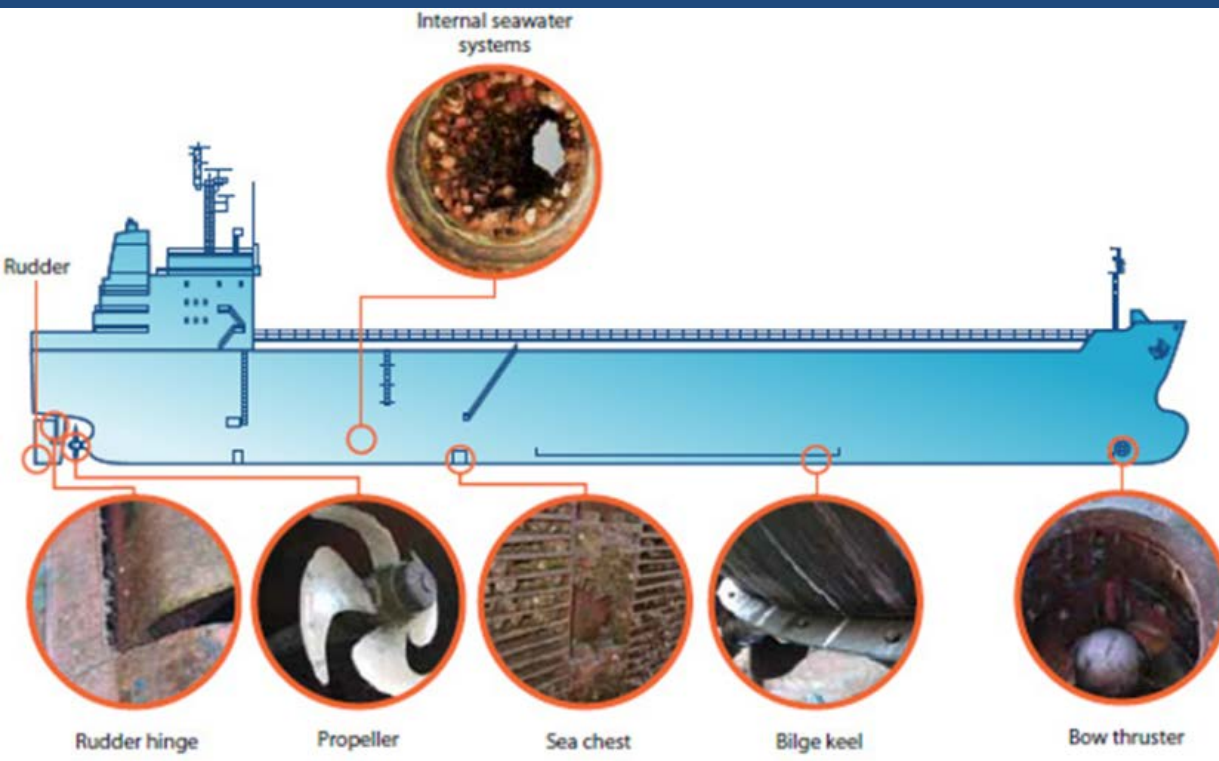 Internal seawater
systems
Rudder
Rudder hinge
Propeller
Sea chest
Bilge keel
Bow thruster